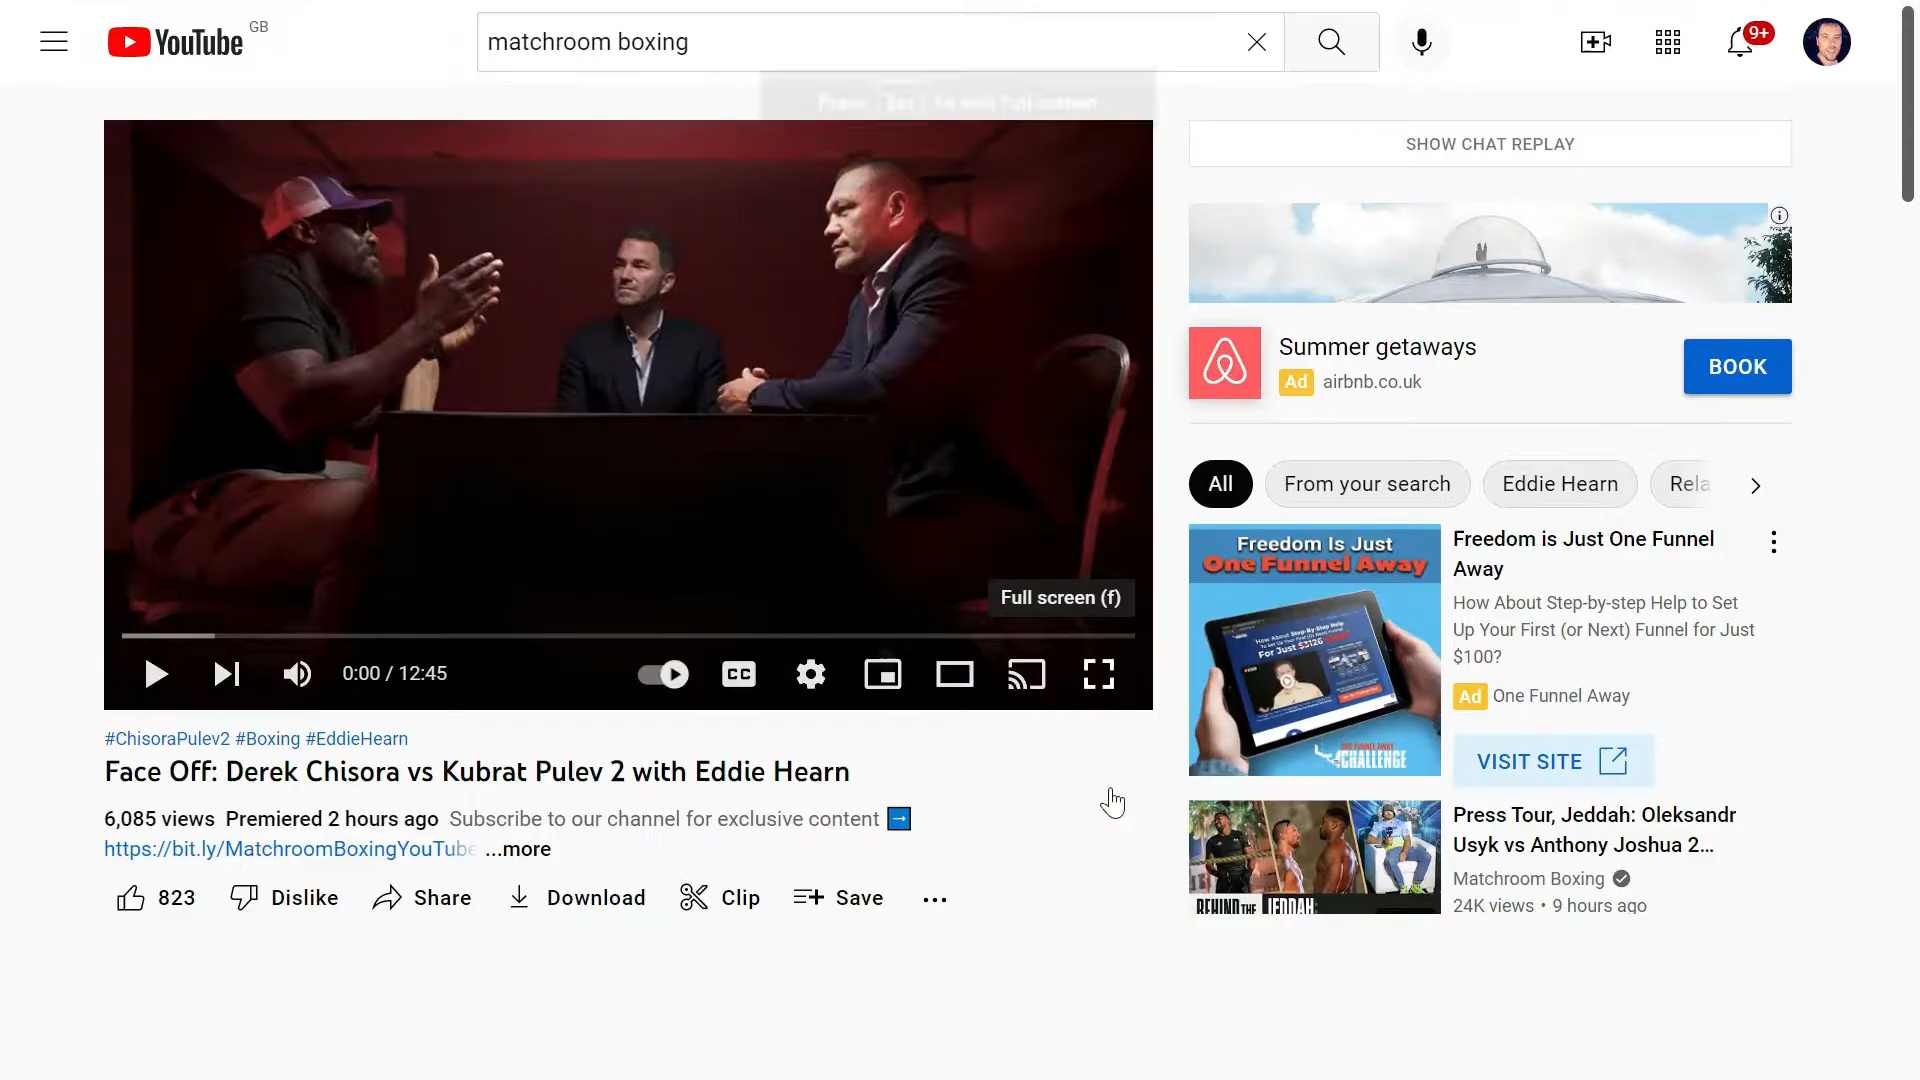 YouTube GB
matchroom boxing
9+
SHOW CHAT REPLAY
Summer getaways
Ad airbnb.co.uk
BOOK
All
From your search
Eddie Hearn
Rela
Full screen (f)
0:00 / 12:45
CC
#ChisoraPulev2 #Boxing #EddieHearn
Face Off: Derek Chisora vs Kubrat Pulev 2 with Eddie Hearn
6,085 views Premiered 2 hours ago Subscribe to our channel for exclusive content
https://bit.ly/MatchroomBoxingYouTube ...more
823
Dislike
Share
Download
Clip
Save
Freedom Is Just
One Funnel Away
CHALLENGE
Freedom is Just One Funnel
Away
How About Step-by-step Help to Set
Up Your First (or Next) Funnel for Just
$100?
Ad One Funnel Away
VISIT SITE
BEHIND THE JEDDAH:
Press Tour, Jeddah: Oleksandr
Usyk vs Anthony Joshua 2...
Matchroom Boxing
24K views • 9 hours ago